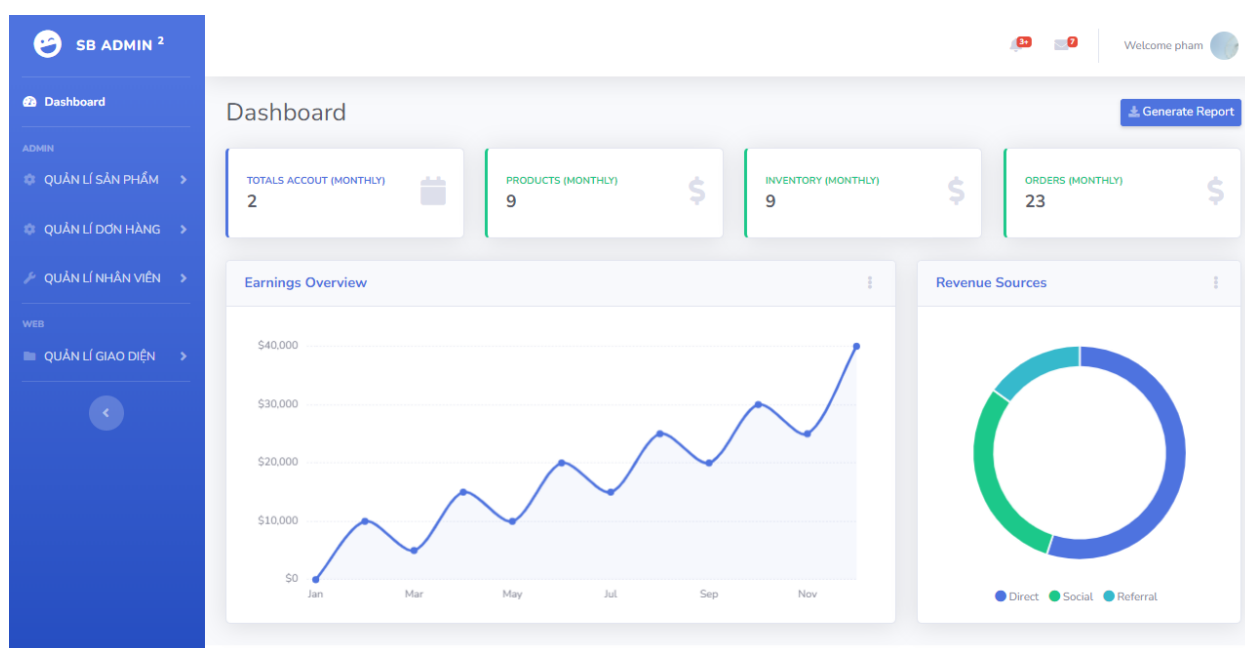 SB ADMIN 2
3+
7
Welcome pham
Dashboard
ADMIN
QUẢN LÍ SẢN PHẨM
QUẢN LÍ DƠN HÀNG
QUẢN LÍ NHÂN VIÊN
WEB
QUẢN LÍ GIAO DIỆN
Dashboard
Generate Report
TOTALS ACCOUT (MONTHLY)
2
PRODUCTS (MONTHLY)
9
INVENTORY (MONTHLY)
9
ORDERS (MONTHLY)
23
Earnings Overview
$40,000
$30,000
$20,000
$10,000
$0
Jan Mar May Jul Sep Nov
Revenue Sources
Direct Social Referral